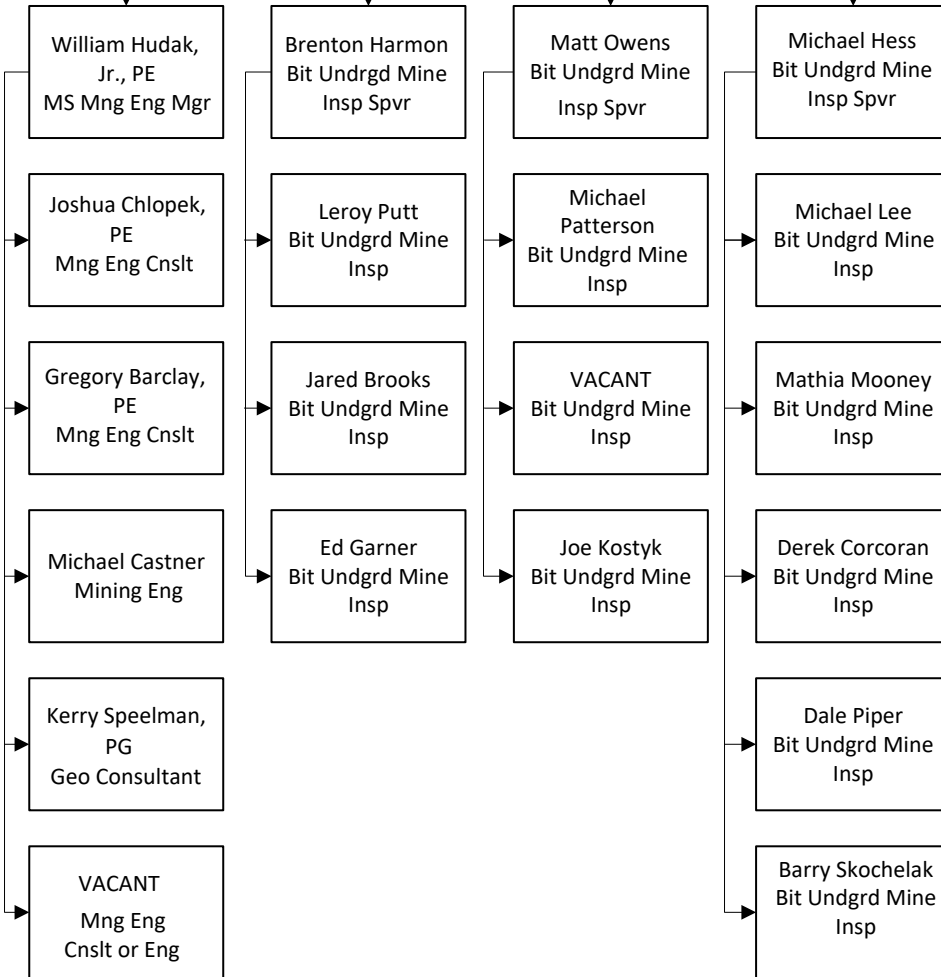 William Hudak,
Jr., PE
MS Mng Eng Mgr
Joshua Chlopek,
PE
Mng Eng Cnslt
Gregory Barclay,
PE
Mng Eng Cnslt
Michael Castner
Mining Eng
Kerry Speelman,
PG
Geo Consultant
VACANT
Mng Eng
Cnslt or Eng
Brenton Harmon
Bit Undrgd Mine
Insp Spvr
Leroy Putt
Bit Undgrd Mine
Insp
Jared Brooks
Bit Undgrd Mine
Insp
Ed Garner
Bit Undgrd Mine
Insp
Matt Owens
Bit Undgrd Mine
Insp Spvr
Michael
Patterson
Bit Undgrd Mine
Insp
VACANT
Bit Undgrd Mine
Insp
Joe Kostyk
Bit Undgrd Mine
Insp
Michael Hess
Bit Undgrd Mine
Insp Spvr
Michael Lee
Bit Undgrd Mine
Insp
Mathia Mooney
Bit Undgrd Mine
Insp
Derek Corcoran
Bit Undgrd Mine
Insp
Dale Piper
Bit Undgrd Mine
Insp
Barry Skochelak
Bit Undgrd Mine
Insp